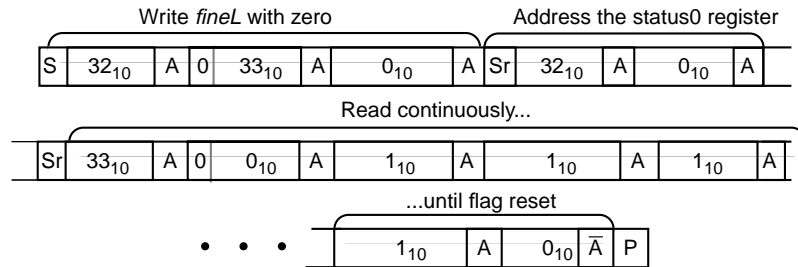 Write fineL with zero Address the status0 register
S 32₁₀ A 0 33₁₀ A 0₁₀ A Sr 32₁₀ A 0₁₀ A
Read continuously...
Sr 33₁₀ A 0 0₁₀ A 1₁₀ A 1₁₀ A 1₁₀ A
...until flag reset
• • • 1₁₀ A 0₁₀ A̅ P